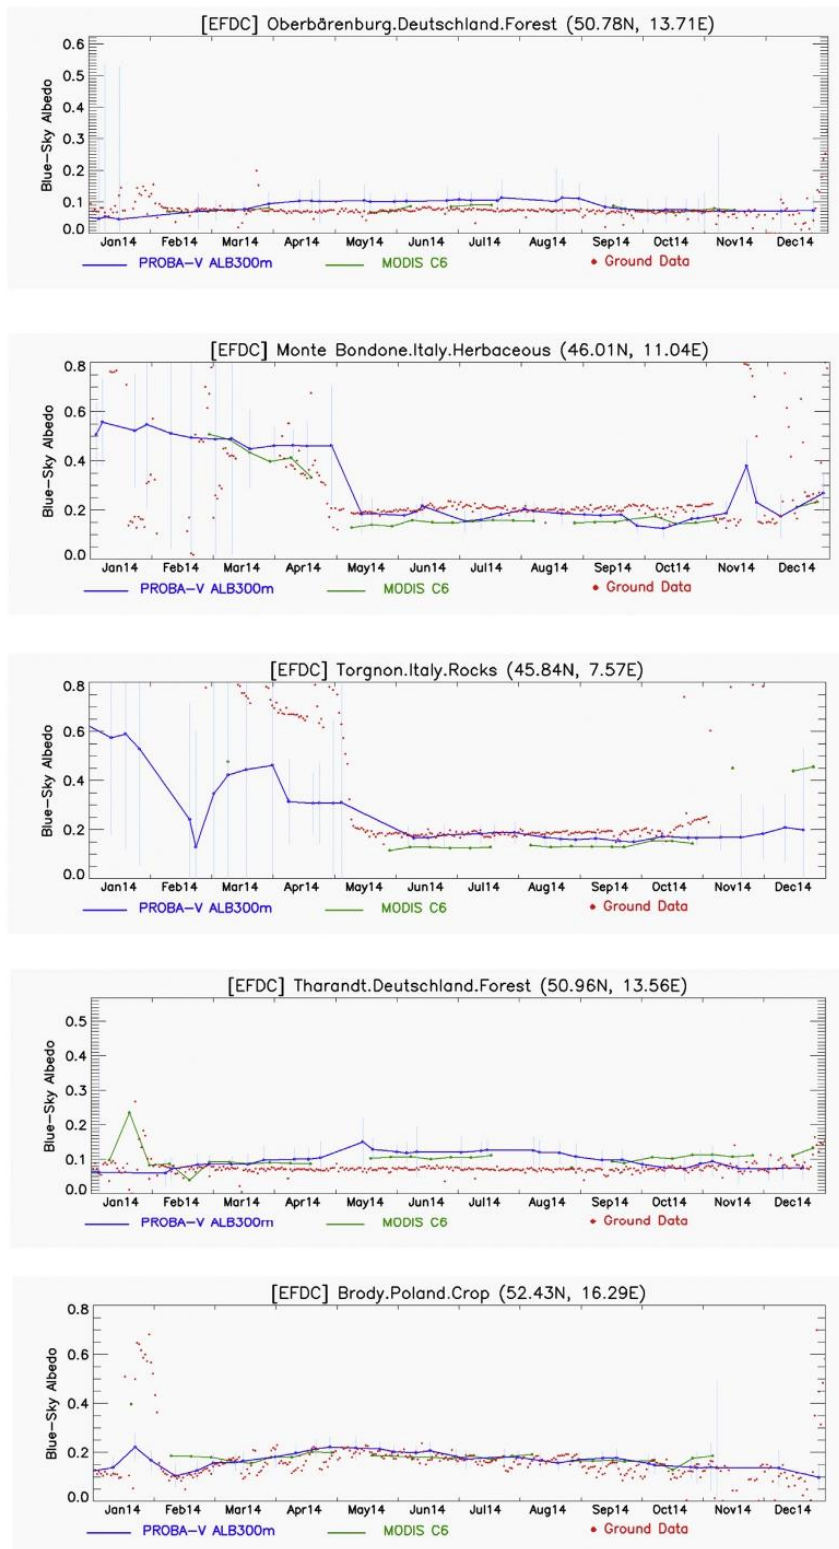 [EFDC] Oberbärenburg.Deutschland.Forest (50.78N, 13.71E)
Blue-Sky Albedo
0.6
0.5
0.4
0.3
0.2
0.1
0.0
Jan14 Feb14 Mar14 Apr14 May14 Jun14 Jul14 Aug14 Sep14 Oct14 Nov14 Dec14
PROBA-V ALB300m MODIS C6 Ground Data
[EFDC] Monte Bondone.Italy.Herbaceous (46.01N, 11.04E)
Blue-Sky Albedo
0.8
0.6
0.4
0.2
0.0
Jan14 Feb14 Mar14 Apr14 May14 Jun14 Jul14 Aug14 Sep14 Oct14 Nov14 Dec14
PROBA-V ALB300m MODIS C6 Ground Data
[EFDC] Torgnon.Italy.Rocks (45.84N, 7.57E)
Blue-Sky Albedo
0.8
0.6
0.4
0.2
0.0
Jan14 Feb14 Mar14 Apr14 May14 Jun14 Jul14 Aug14 Sep14 Oct14 Nov14 Dec14
PROBA-V ALB300m MODIS C6 Ground Data
[EFDC] Tharandt.Deutschland.Forest (50.96N, 13.56E)
Blue-Sky Albedo
0.5
0.4
0.3
0.2
0.1
0.0
Jan14 Feb14 Mar14 Apr14 May14 Jun14 Jul14 Aug14 Sep14 Oct14 Nov14 Dec14
PROBA-V ALB300m MODIS C6 Ground Data
[EFDC] Brody.Poland.Crop (52.43N, 16.29E)
Blue-Sky Albedo
0.8
0.6
0.4
0.2
0.0
Jan14 Feb14 Mar14 Apr14 May14 Jun14 Jul14 Aug14 Sep14 Oct14 Nov14 Dec14
PROBA-V ALB300m MODIS C6 Ground Data